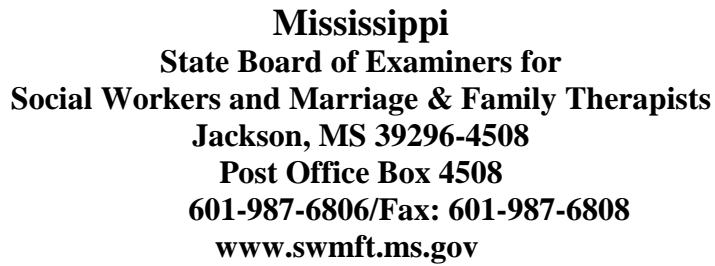 Mississippi
State Board of Examiners for
Social Workers and Marriage & Family Therapists
Jackson, MS 39296-4508
Post Office Box 4508
601-987-6806/Fax: 601-987-6808
www.swmft.ms.gov